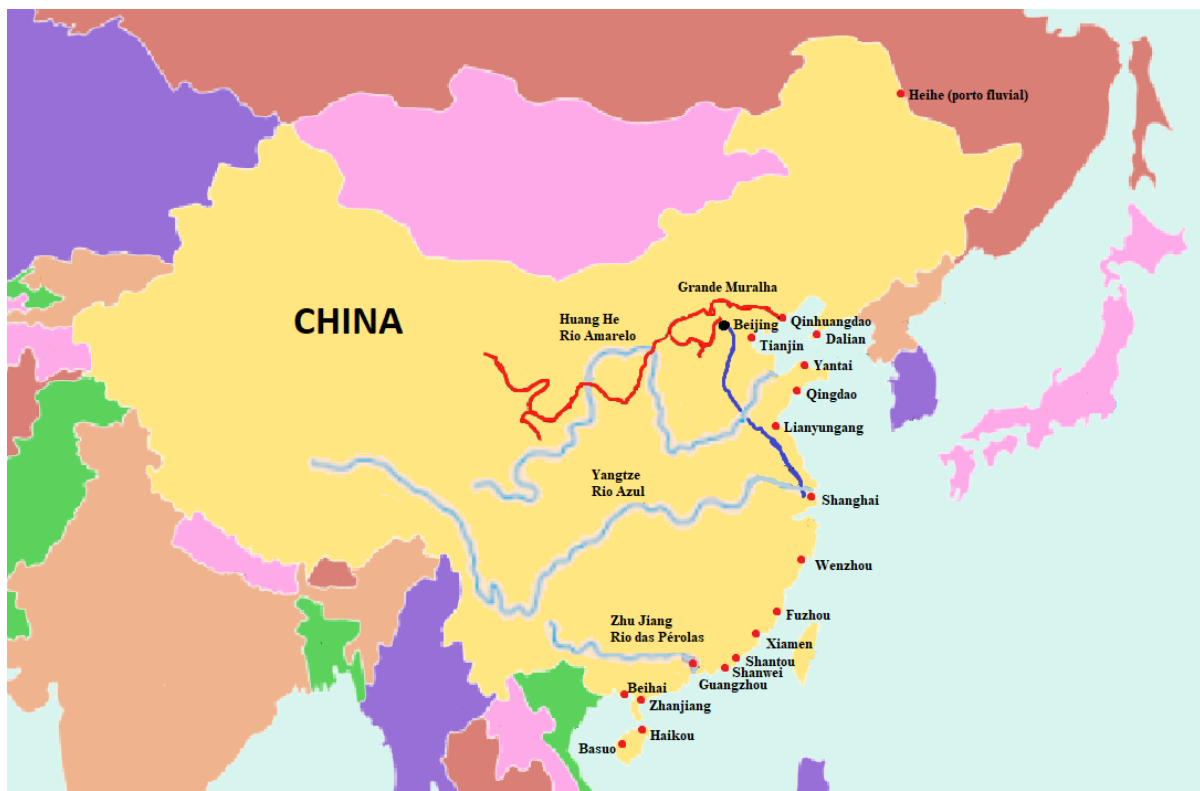 Heihe (porto fluvial)
Grande Muralha
CHINA
Huang He
Rio Amarelo
Qinhuangdao
Beijing
Tianjin
Dalian
Yantai
Qingdao
Lianyungang
Yangtze
Rio Azul
Shanghai
Wenzhou
Fuzhou
Zhu Jiang
Rio das Pérolas
Xiamen
Shantou
Shanwei
Guangzhou
Beihai
Zhanjiang
Haikou
Basuo